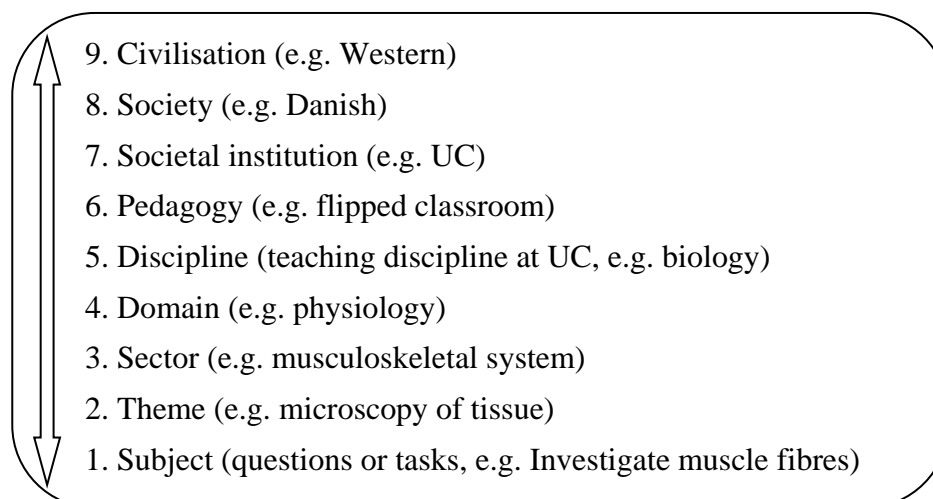 9. Civilisation (e.g. Western)
8. Society (e.g. Danish)
7. Societal institution (e.g. UC)
6. Pedagogy (e.g. flipped classroom)
5. Discipline (teaching discipline at UC, e.g. biology)
4. Domain (e.g. physiology)
3. Sector (e.g. musculoskeletal system)
2. Theme (e.g. microscopy of tissue)
1. Subject (questions or tasks, e.g. Investigate muscle fibres)